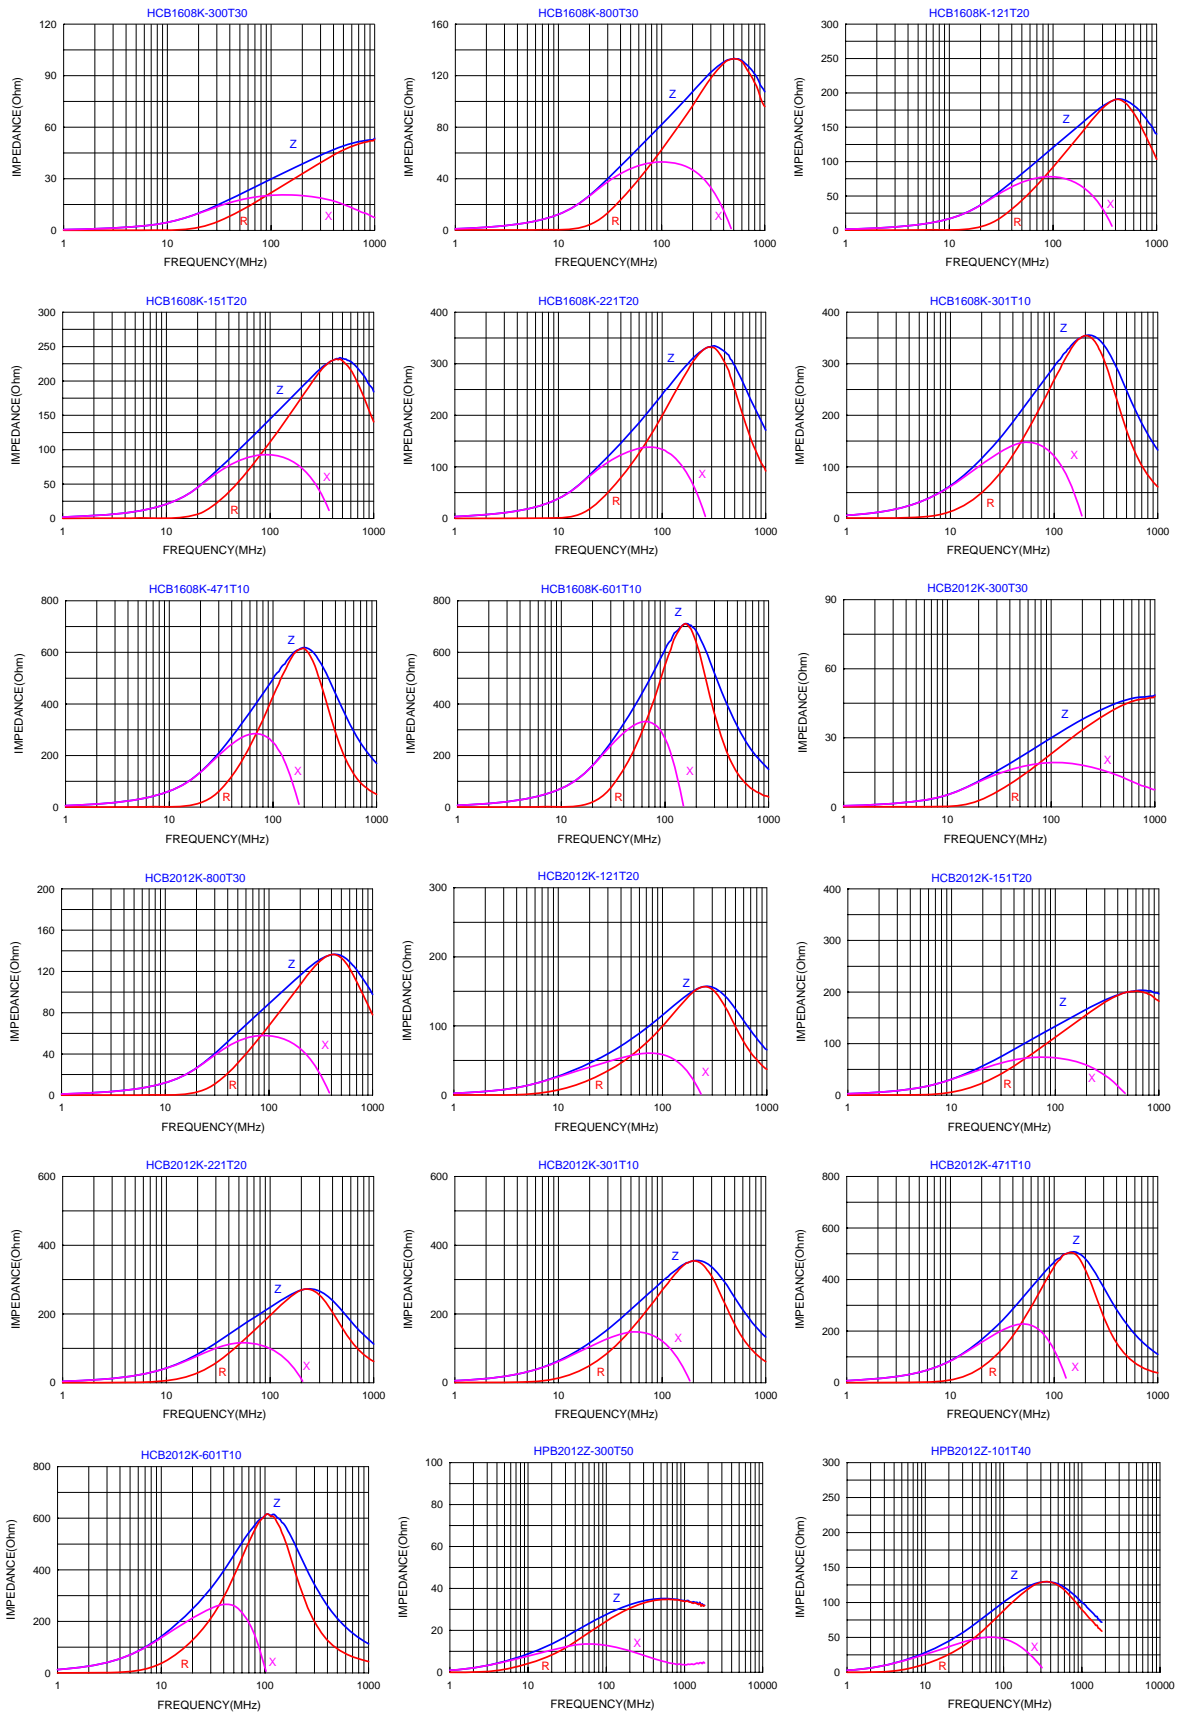 HCB1608K-300T30
120
90
60
30
0
IMPEDANCE(Ohm)
Z
R
X
1
10
100
1000
FREQUENCY(MHz)
HCB1608K-800T30
160
120
80
40
0
IMPEDANCE(Ohm)
Z
R
X
1
10
100
1000
FREQUENCY(MHz)
HCB1608K-121T20
300
250
200
150
100
50
0
IMPEDANCE(Ohm)
Z
R
X
1
10
100
1000
FREQUENCY(MHz)
HCB1608K-151T20
300
250
200
150
100
50
0
IMPEDANCE(Ohm)
Z
R
X
1
10
100
1000
FREQUENCY(MHz)
HCB1608K-221T20
400
300
200
100
0
IMPEDANCE(Ohm)
Z
R
X
1
10
100
1000
FREQUENCY(MHz)
HCB1608K-301T10
400
300
200
100
0
IMPEDANCE(Ohm)
Z
R
X
1
10
100
1000
FREQUENCY(MHz)
HCB1608K-471T10
800
600
400
200
0
IMPEDANCE(Ohm)
Z
R
X
1
10
100
1000
FREQUENCY(MHz)
HCB1608K-601T10
800
600
400
200
0
IMPEDANCE(Ohm)
Z
R
X
1
10
100
1000
FREQUENCY(MHz)
HCB2012K-300T30
90
60
30
0
IMPEDANCE(Ohm)
Z
R
X
1
10
100
1000
FREQUENCY(MHz)
HCB2012K-800T30
200
160
120
80
40
0
IMPEDANCE(Ohm)
Z
R
X
1
10
100
1000
FREQUENCY(MHz)
HCB2012K-121T20
300
200
100
0
IMPEDANCE(Ohm)
Z
R
X
1
10
100
1000
FREQUENCY(MHz)
HCB2012K-151T20
400
300
200
100
0
IMPEDANCE(Ohm)
Z
R
X
1
10
100
1000
FREQUENCY(MHz)
HCB2012K-221T20
600
400
200
0
IMPEDANCE(Ohm)
Z
R
X
1
10
100
1000
FREQUENCY(MHz)
HCB2012K-301T10
600
400
200
0
IMPEDANCE(Ohm)
Z
R
X
1
10
100
1000
FREQUENCY(MHz)
HCB2012K-471T10
800
600
400
200
0
IMPEDANCE(Ohm)
Z
R
X
1
10
100
1000
FREQUENCY(MHz)
HCB2012K-601T10
800
600
400
200
0
IMPEDANCE(Ohm)
Z
R
X
1
10
100
1000
FREQUENCY(MHz)
HPB2012Z-300T50
100
80
60
40
20
0
IMPEDANCE(Ohm)
Z
R
X
1
10
100
1000
10000
FREQUENCY(MHz)
HPB2012Z-101T40
300
250
200
150
100
50
0
IMPEDANCE(Ohm)
Z
R
X
1
10
100
1000
10000
FREQUENCY(MHz)